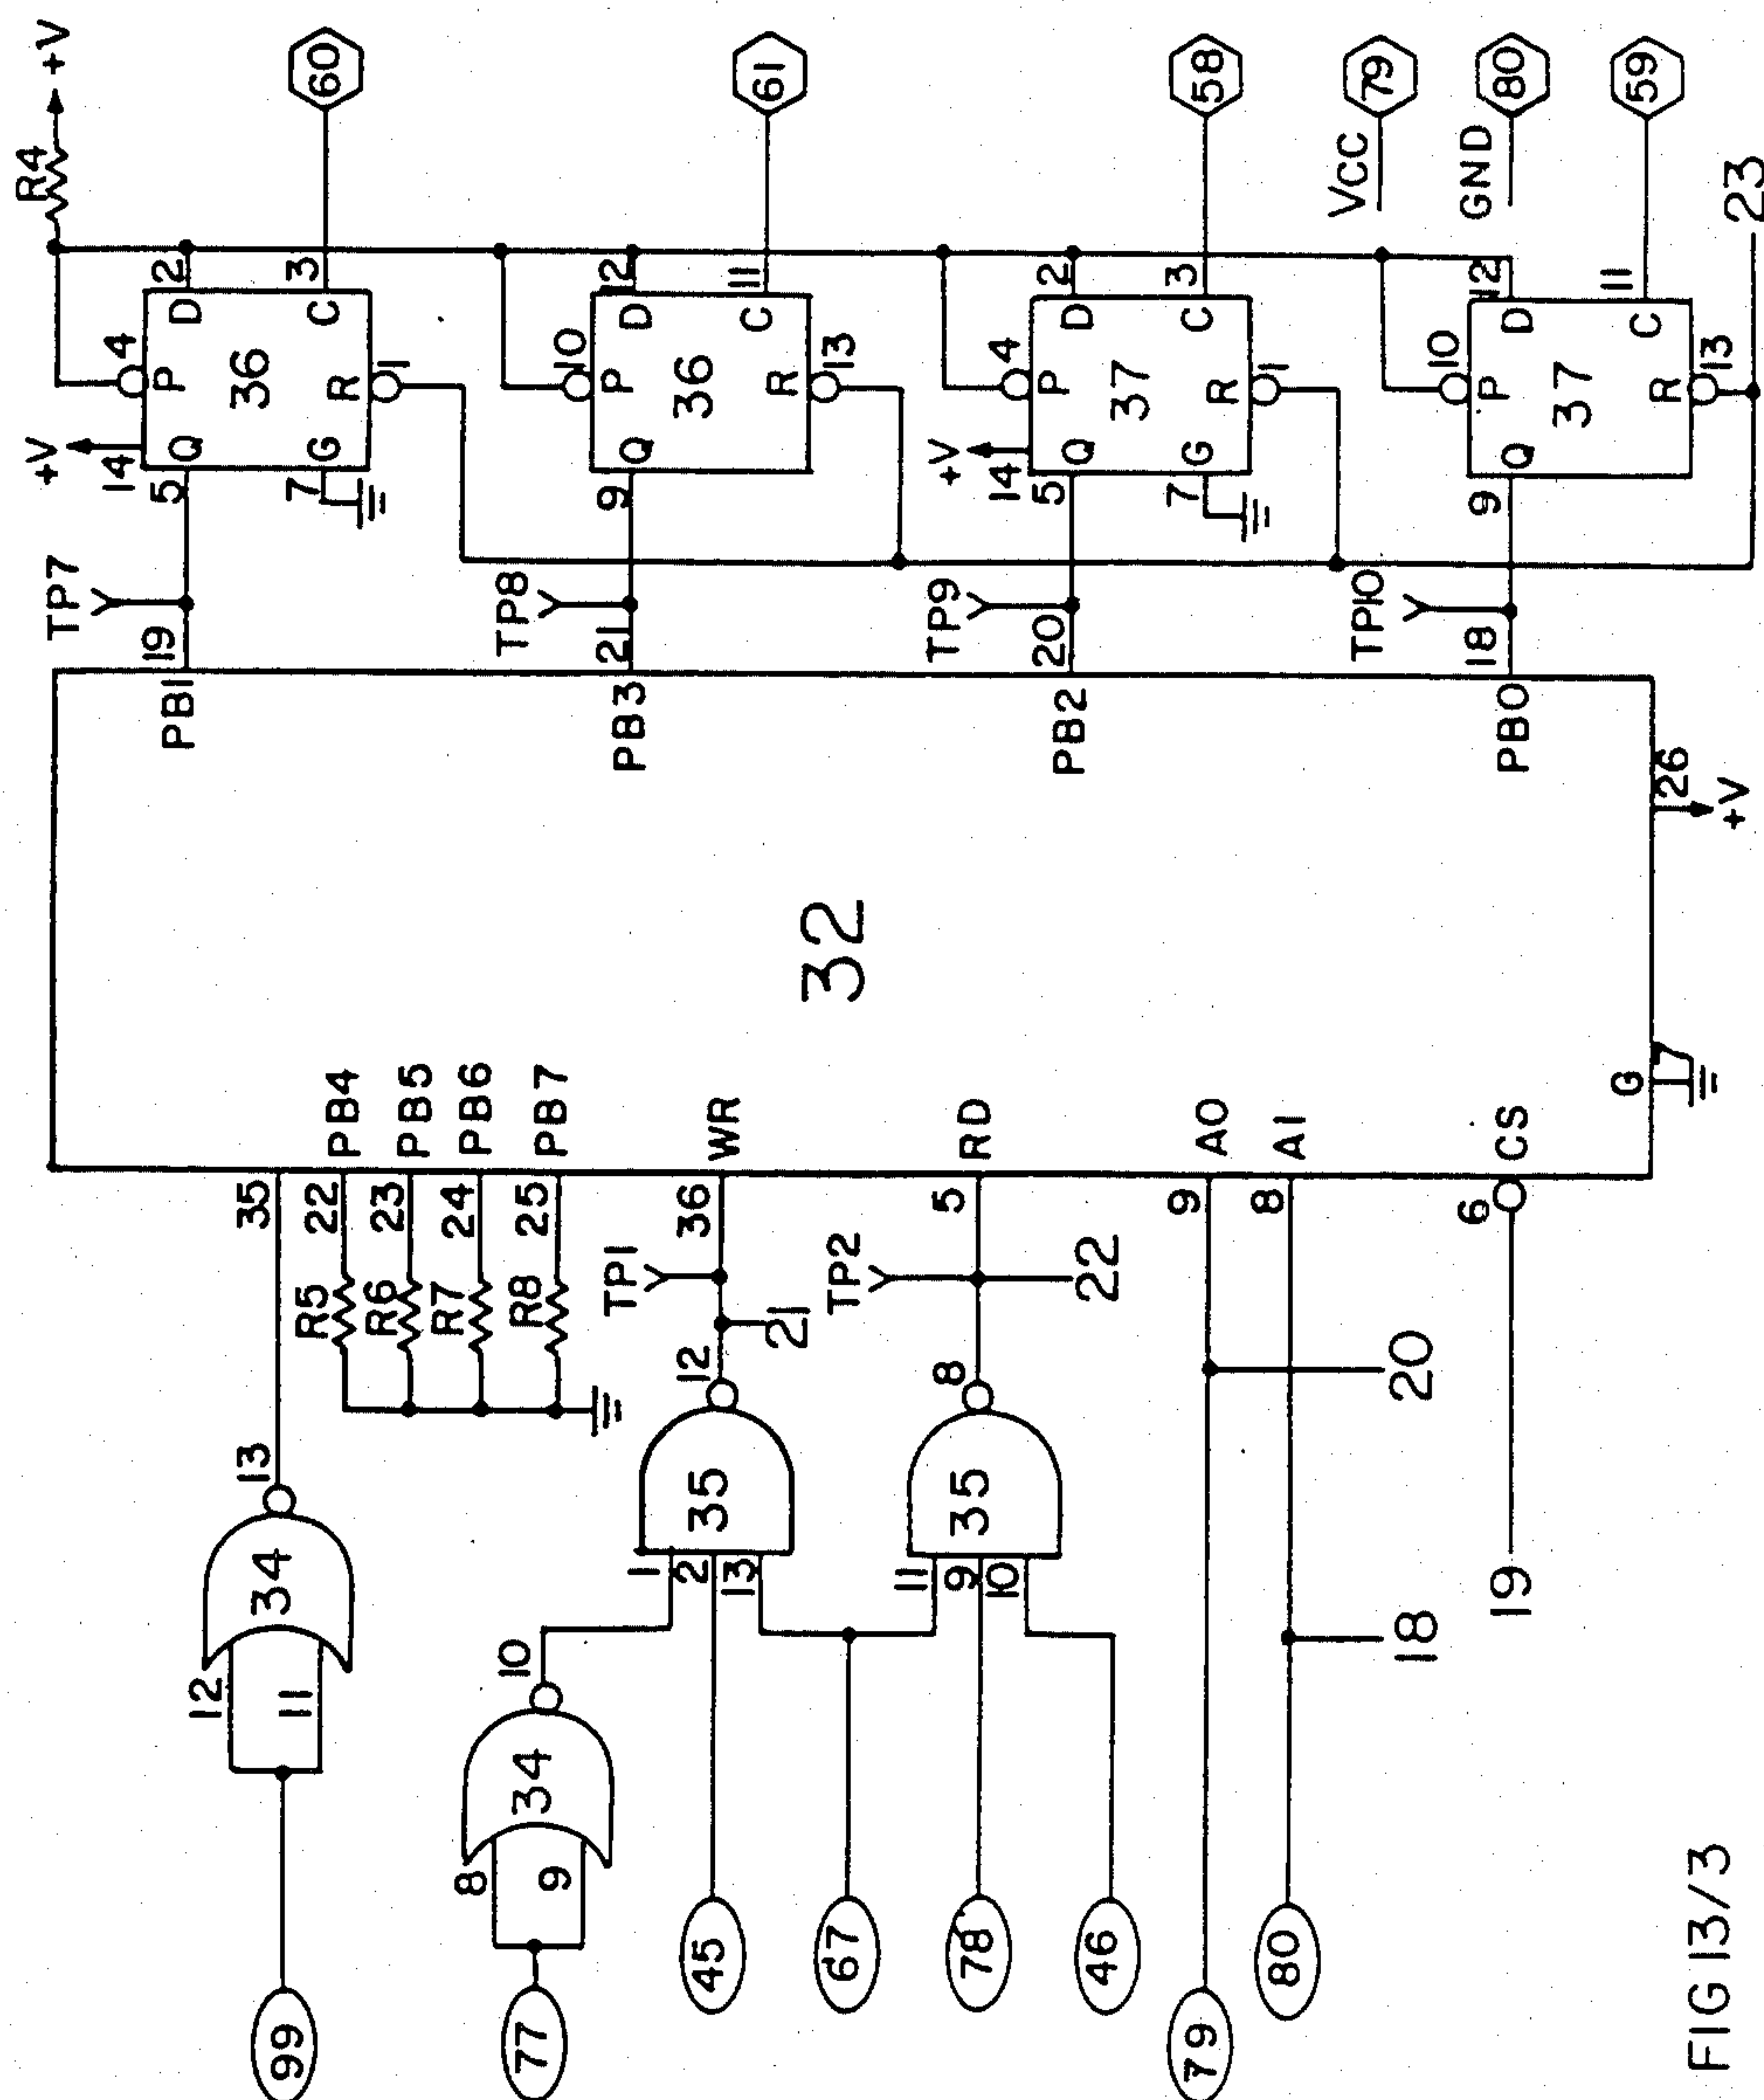 R4 +V
60
61
58
VCC 79
GND 80
59
23
4 P D 2
36 C 3
+V 14 Q 5
G 7 R 1
10 P D 12
36 C 11
Q 9 R 13
4 P D 2
37 C 3
+V 14 Q 5
G 7 R 1
10 P D 12
37 C 11
Q 9 R 13
TP7
19 PB1
TP8
21 PB3
TP9
20 PB2
TP10
18 PB0
32
26
+V
G 7
35
PB4 22 R5
PB5 23 R6
PB6 24 R7
PB7 25 R8
WR 36 TP1
21
RD 5 TP2
22
A0 9
20
A1 8
18
CS 6
19
12 11 34 13
99
8 9 34 10
77
1 2 13 35 12
11 9 10 35 8
45
67
78
46
79
80
FIG 13/3